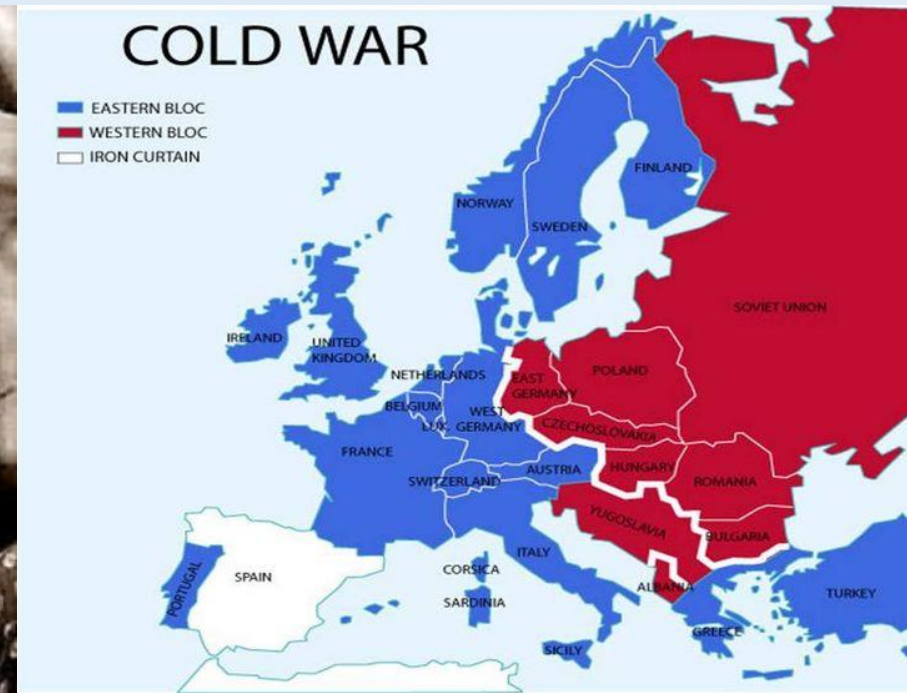 COLD WAR
EASTERN BLOC
WESTERN BLOC
IRON CURTAIN
FINLAND
NORWAY
SWEDEN
SOVIET UNION
IRELAND
UNITED
KINGDOM
NETHERLANDS
EAST
GERMANY
POLAND
BELGIUM
LUX.
WEST
GERMANY
CZECHOSLOVAKIA
FRANCE
SWITZERLAND
AUSTRIA
HUNGARY
ROMANIA
YUGOSLAVIA
BULGARIA
ITALY
CORSICA
SARDINIA
ALBANIA
PORTUGAL
SPAIN
TURKEY
GREECE
SICILY